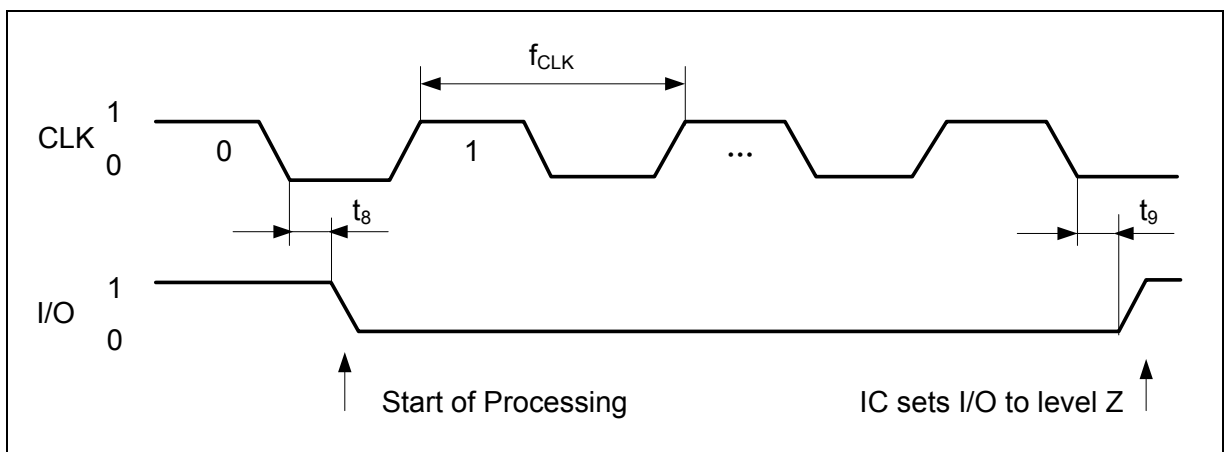 fCLK
1
CLK
0
0
1
...
t8
t9
1
I/O
0
Start of Processing
IC sets I/O to level Z